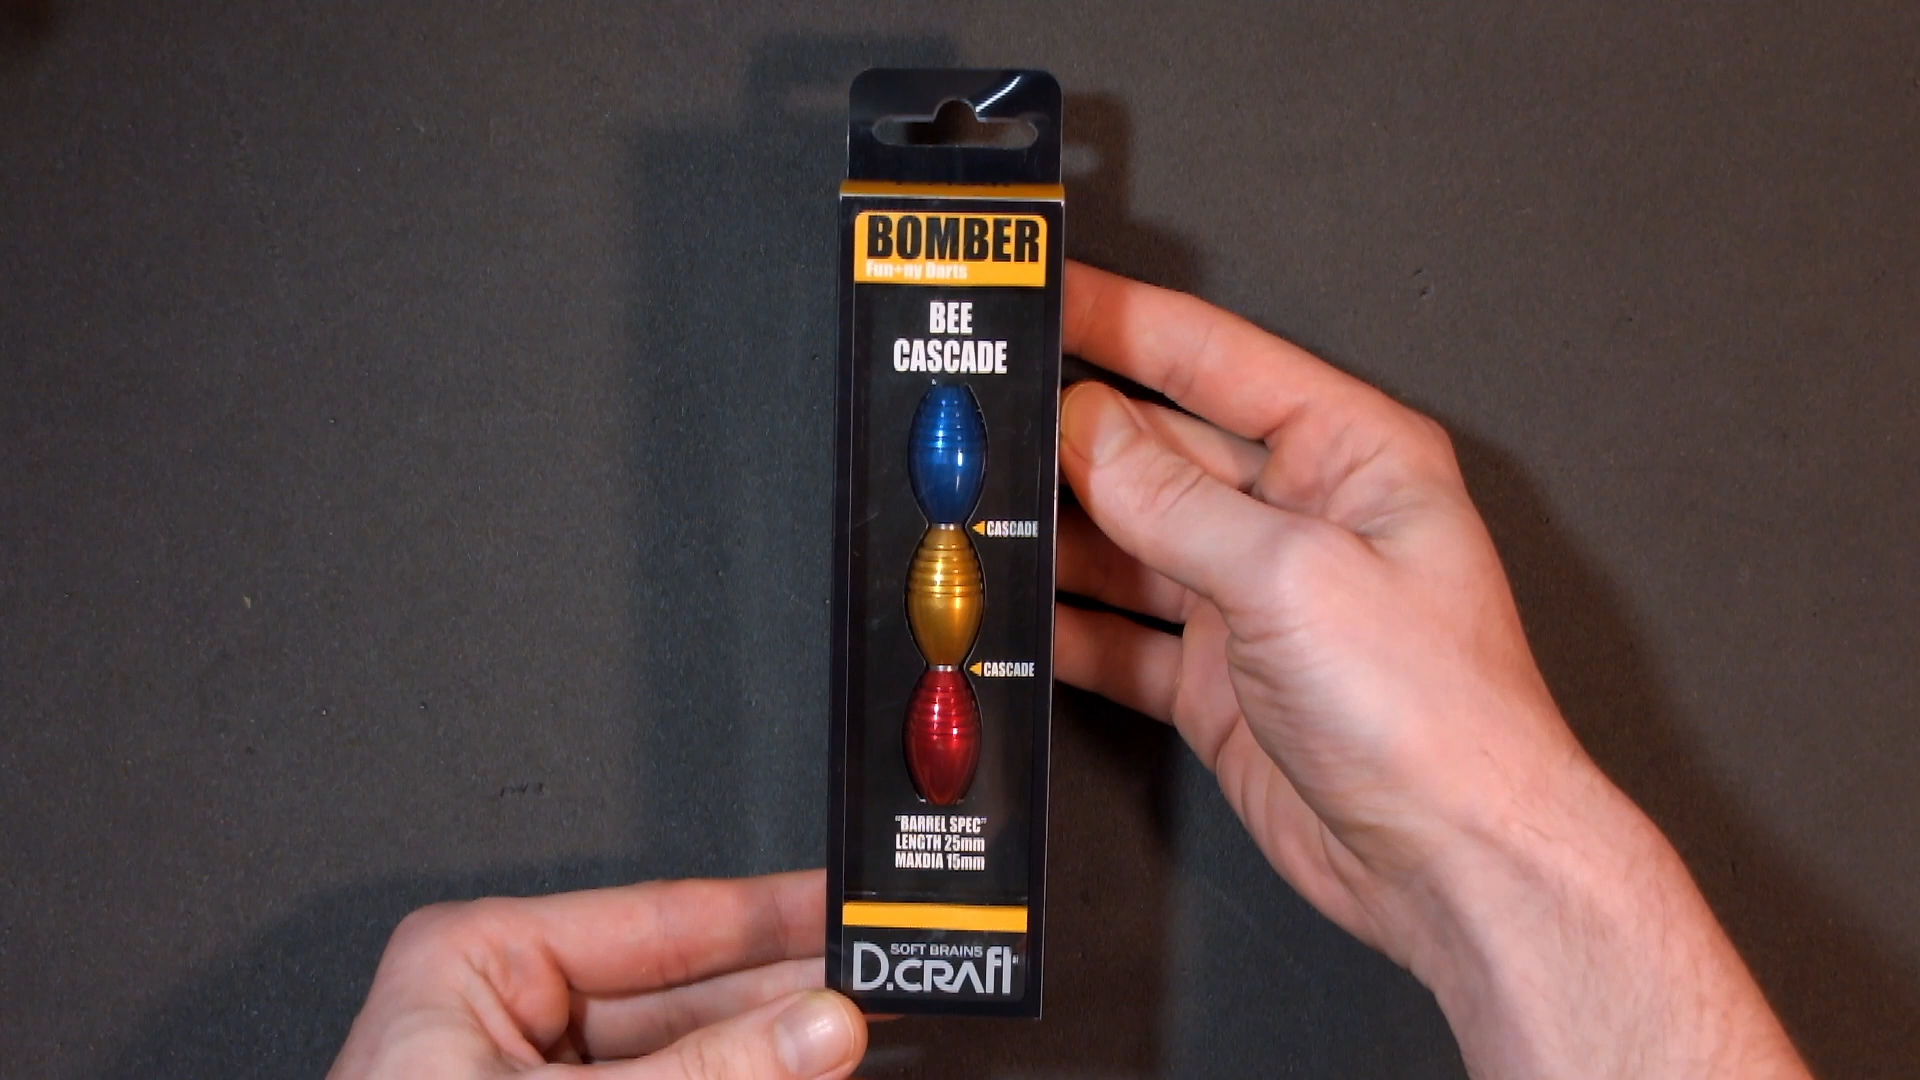 BOMBER
Fun+ny Darts
BEE
CASCADE
CASCADE
CASCADE
"BARREL SPEC"
LENGTH 25mm
MAXDIA 15mm
SOFT BRAINS
D.CRAft